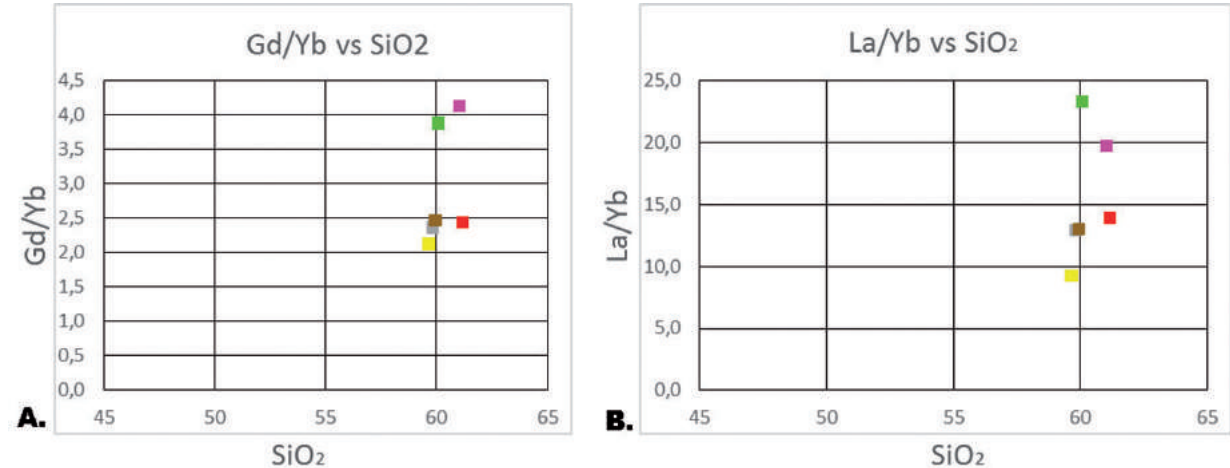 Gd/Yb vs SiO2
4,5
4,0
3,5
3,0
2,5
2,0
1,5
1,0
0,5
0,0
Gd/Yb
45 50 55 60 65
SiO₂
A.
La/Yb vs SiO₂
25,0
20,0
15,0
10,0
5,0
0,0
La/Yb
45 50 55 60 65
SiO₂
B.